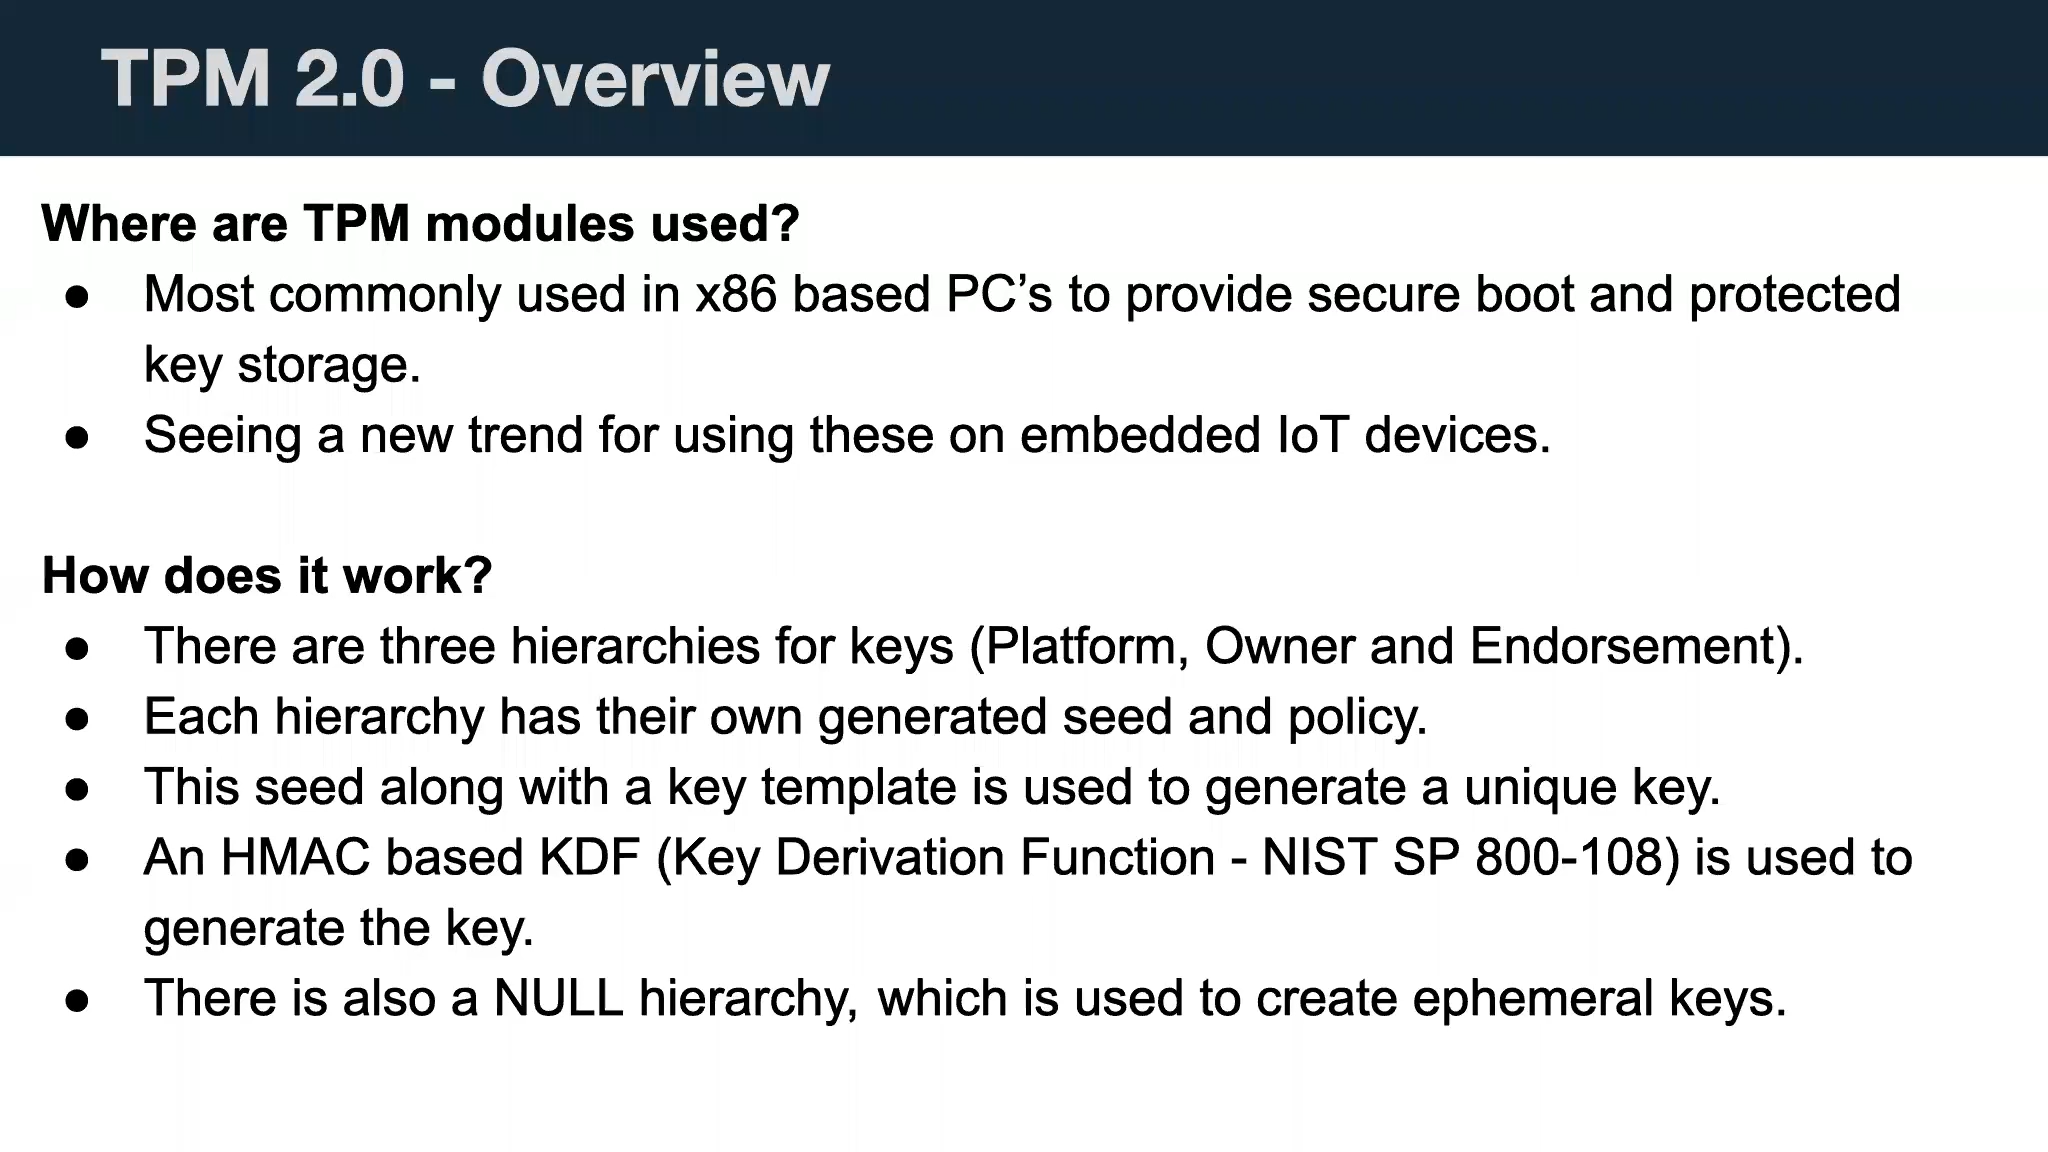 TPM 2.0 - Overview
Where are TPM modules used?
● Most commonly used in x86 based PC’s to provide secure boot and protected
key storage.
● Seeing a new trend for using these on embedded IoT devices.
How does it work?
● There are three hierarchies for keys (Platform, Owner and Endorsement).
● Each hierarchy has their own generated seed and policy.
● This seed along with a key template is used to generate a unique key.
● An HMAC based KDF (Key Derivation Function - NIST SP 800-108) is used to
generate the key.
● There is also a NULL hierarchy, which is used to create ephemeral keys.